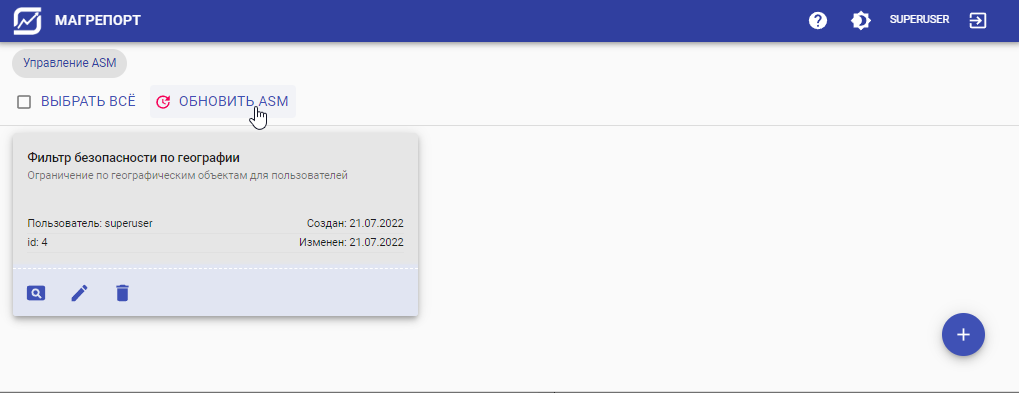 МАГРЕПОРТ
SUPERUSER
Управление ASM
ВЫБРАТЬ ВСЁ
ОБНОВИТЬ ASM
Фильтр безопасности по географии
Ограничение по географическим объектам для пользователей
Пользователь: superuser Создан: 21.07.2022
id: 4 Изменен: 21.07.2022